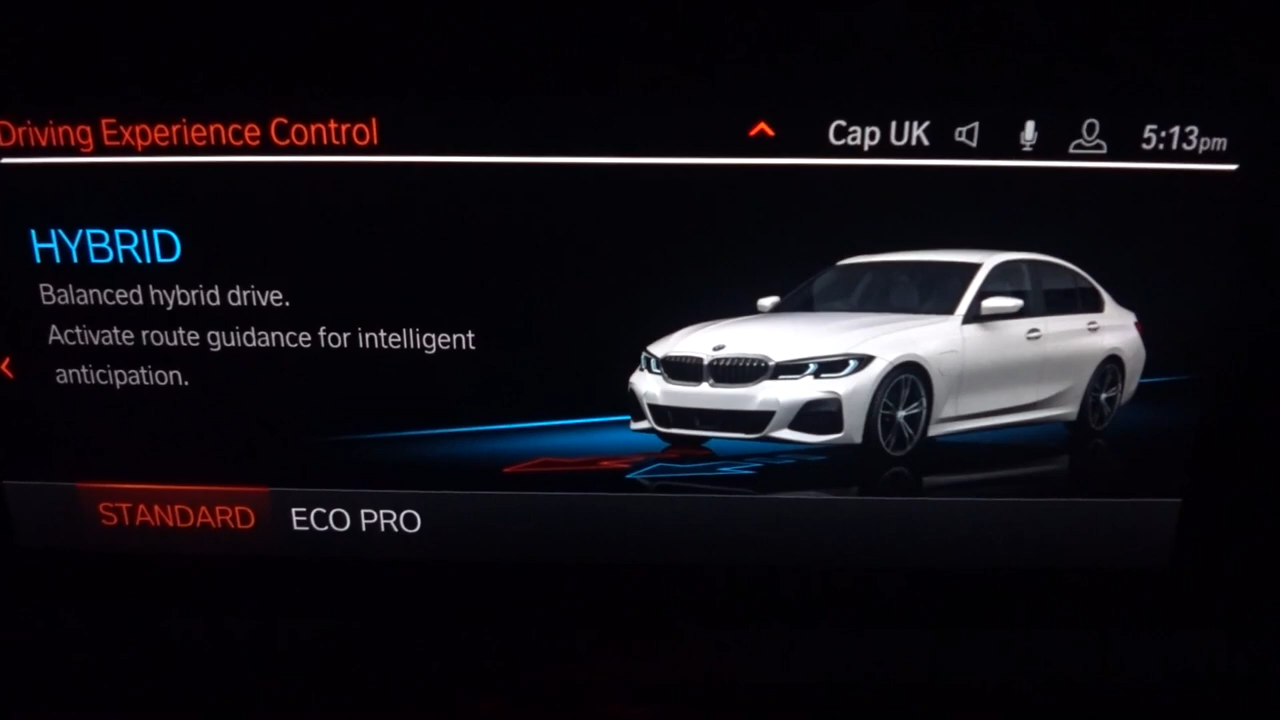 Driving Experience Control
Cap UK 5:13pm
HYBRID
Balanced hybrid drive.
Activate route guidance for intelligent
anticipation.
STANDARD ECO PRO